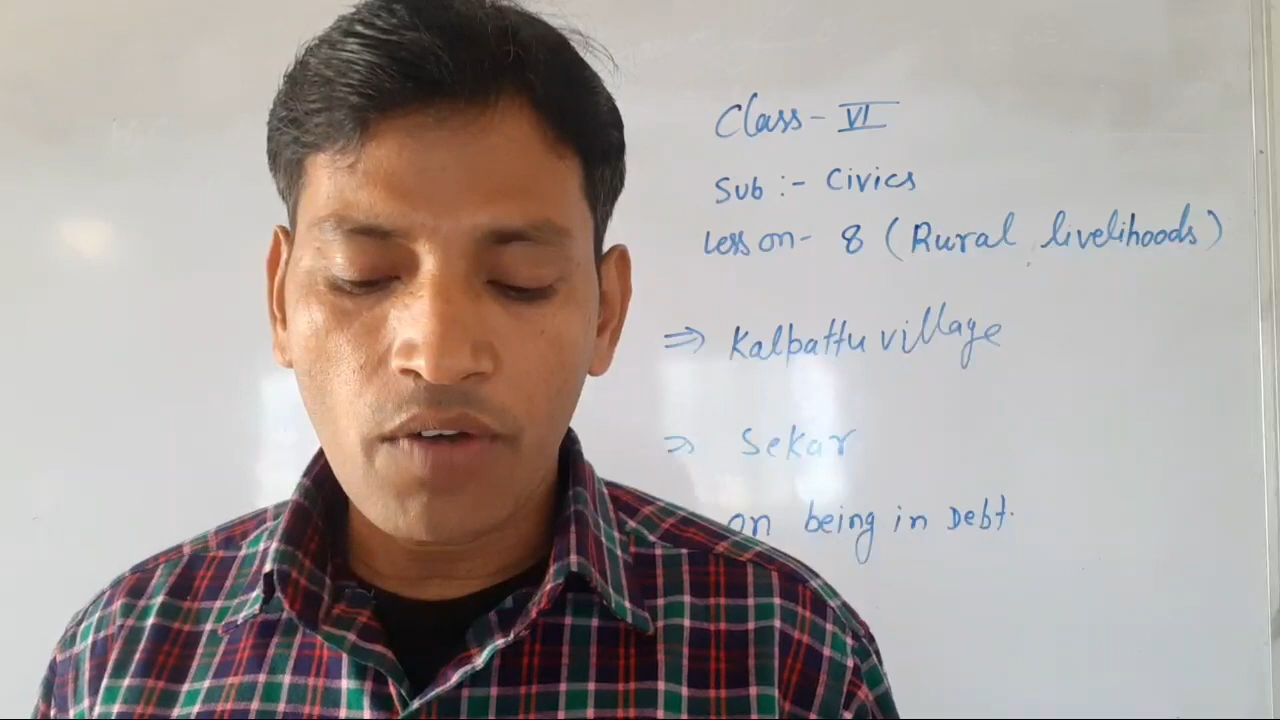 Class - VI
Sub :- Civics
Lesson - 8 (Rural livelihoods)
⇒ Kalpattu village
⇒ Sekar
on being in Debt.